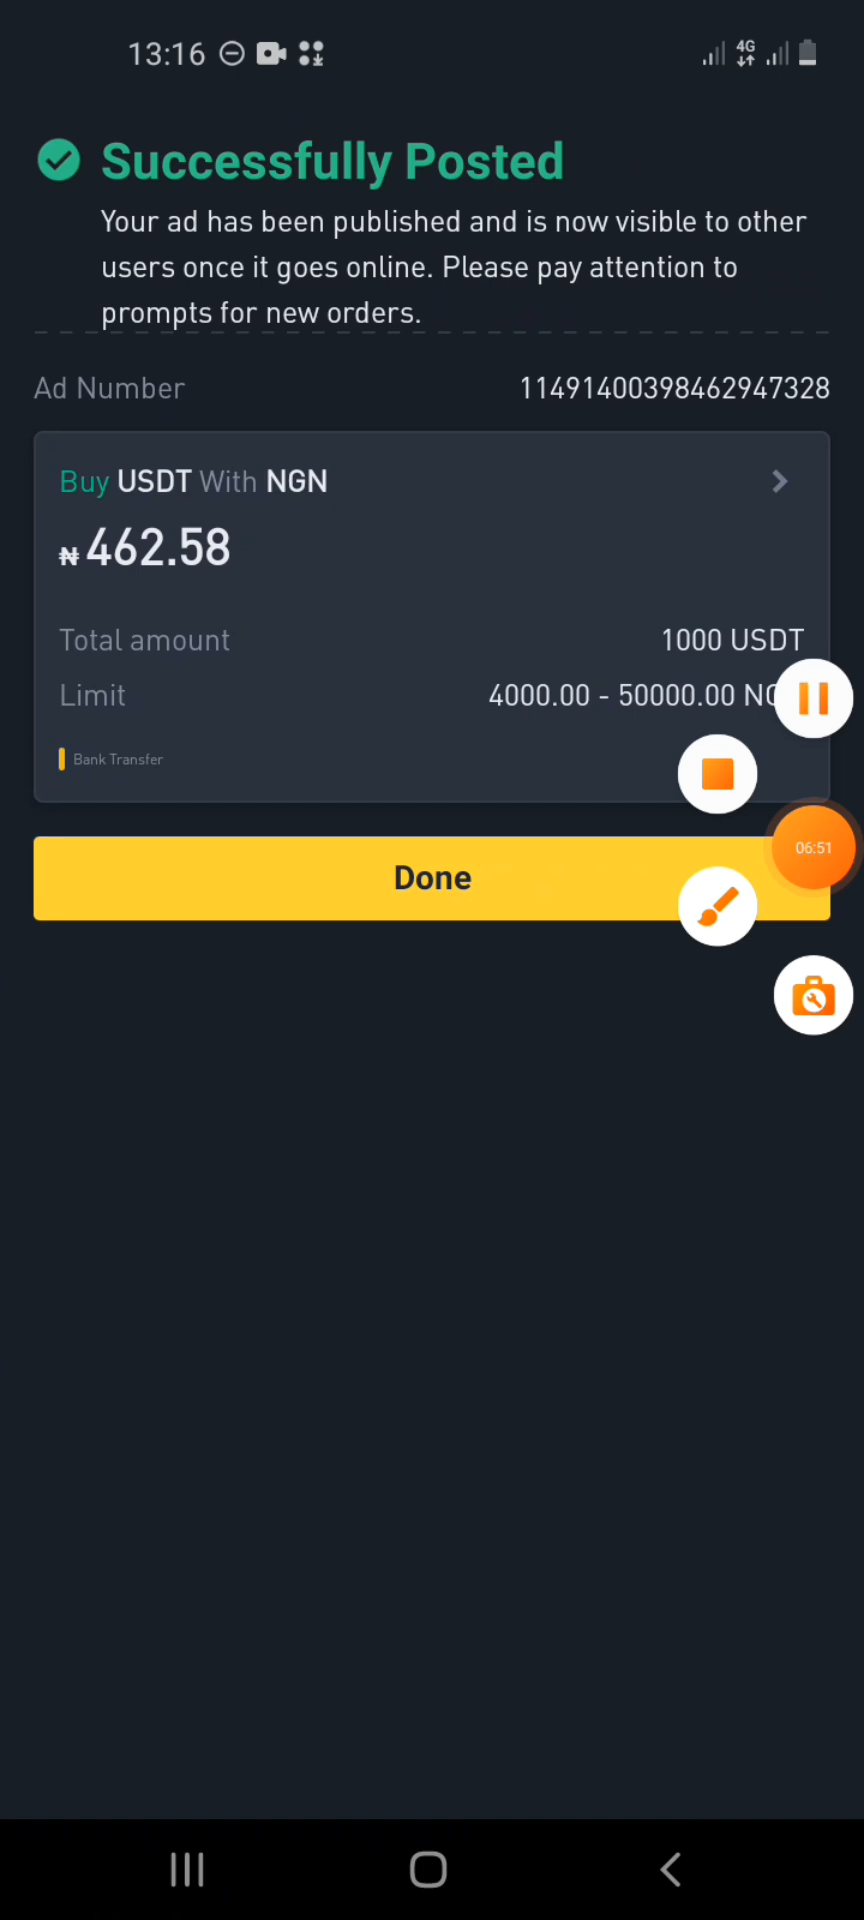 13:16
4G
Successfully Posted
Your ad has been published and is now visible to other
users once it goes online. Please pay attention to
prompts for new orders.
Ad Number 11491400398462947328
Buy USDT With NGN
₦ 462.58
Total amount 1000 USDT
Limit 4000.00 - 50000.00
Bank Transfer
06:51
Done